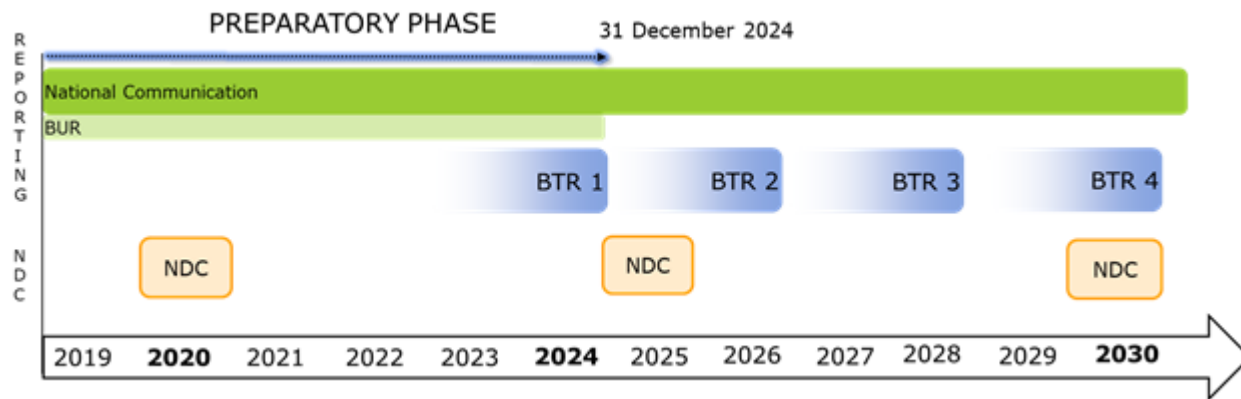 PREPARATORY PHASE
31 December 2024
REPORTING
National Communication
BUR
BTR 1 BTR 2 BTR 3 BTR 4
NDC
NDC NDC NDC
2019 2020 2021 2022 2023 2024 2025 2026 2027 2028 2029 2030